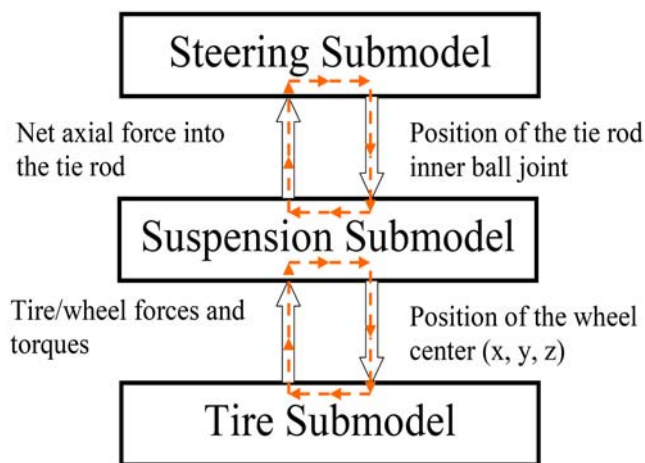 Steering Submodel
Net axial force into
the tie rod
Position of the tie rod
inner ball joint
Suspension Submodel
Tire/wheel forces and
torques
Position of the wheel
center (x, y, z)
Tire Submodel